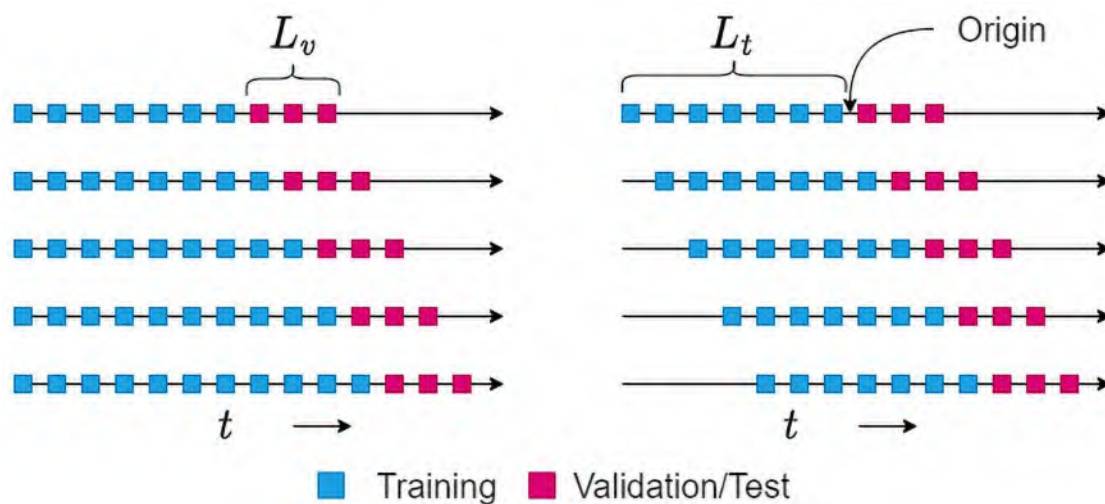 L_v
L_t
Origin
t
t
Training
Validation/Test